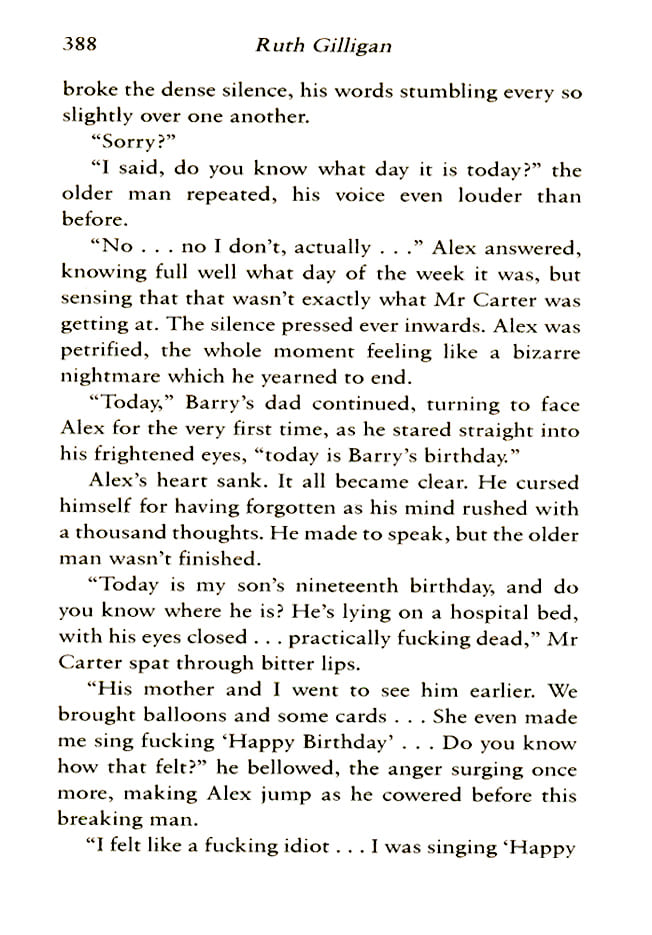 388 Ruth Gilligan
broke the dense silence, his words stumbling every so
slightly over one another.
“Sorry?”
“I said, do you know what day it is today?” the
older man repeated, his voice even louder than
before.
“No . . . no I don’t, actually . . .” Alex answered,
knowing full well what day of the week it was, but
sensing that that wasn’t exactly what Mr Carter was
getting at. The silence pressed ever inwards. Alex was
petrified, the whole moment feeling like a bizarre
nightmare which he yearned to end.
“Today,” Barry’s dad continued, turning to face
Alex for the very first time, as he stared straight into
his frightened eyes, “today is Barry’s birthday.”
Alex’s heart sank. It all became clear. He cursed
himself for having forgotten as his mind rushed with
a thousand thoughts. He made to speak, but the older
man wasn’t finished.
“Today is my son’s nineteenth birthday, and do
you know where he is? He’s lying on a hospital bed,
with his eyes closed . . . practically fucking dead,” Mr
Carter spat through bitter lips.
“His mother and I went to see him earlier. We
brought balloons and some cards . . . She even made
me sing fucking ‘Happy Birthday’ . . . Do you know
how that felt?” he bellowed, the anger surging once
more, making Alex jump as he cowered before this
breaking man.
“I felt like a fucking idiot . . . I was singing ‘Happy